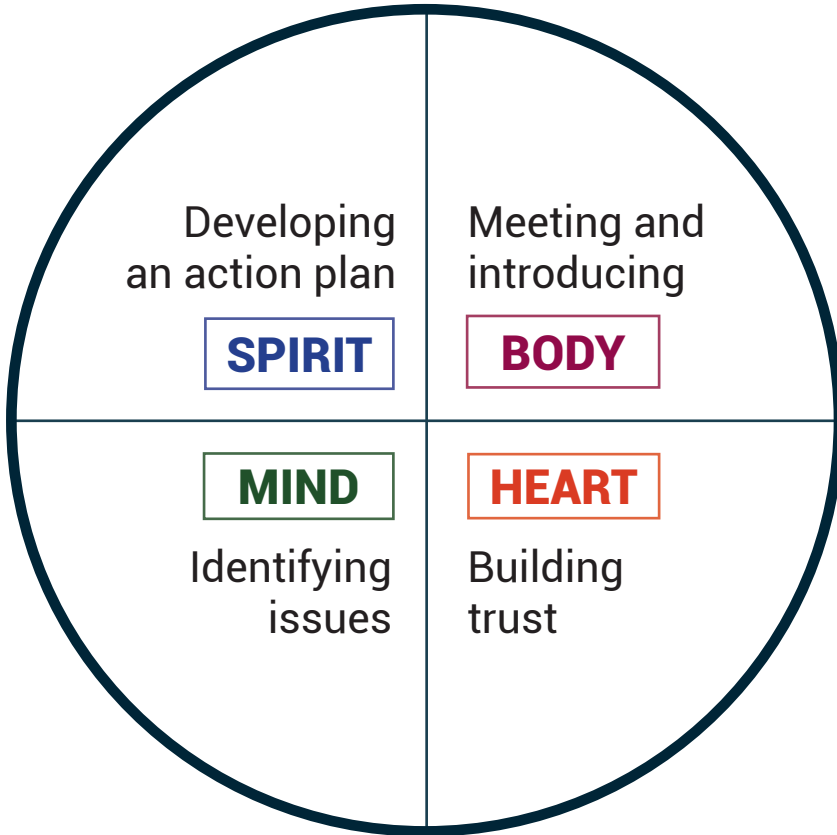 Developing
an action plan
SPIRIT
Meeting and
introducing
BODY
MIND
Identifying
issues
HEART
Building
trust